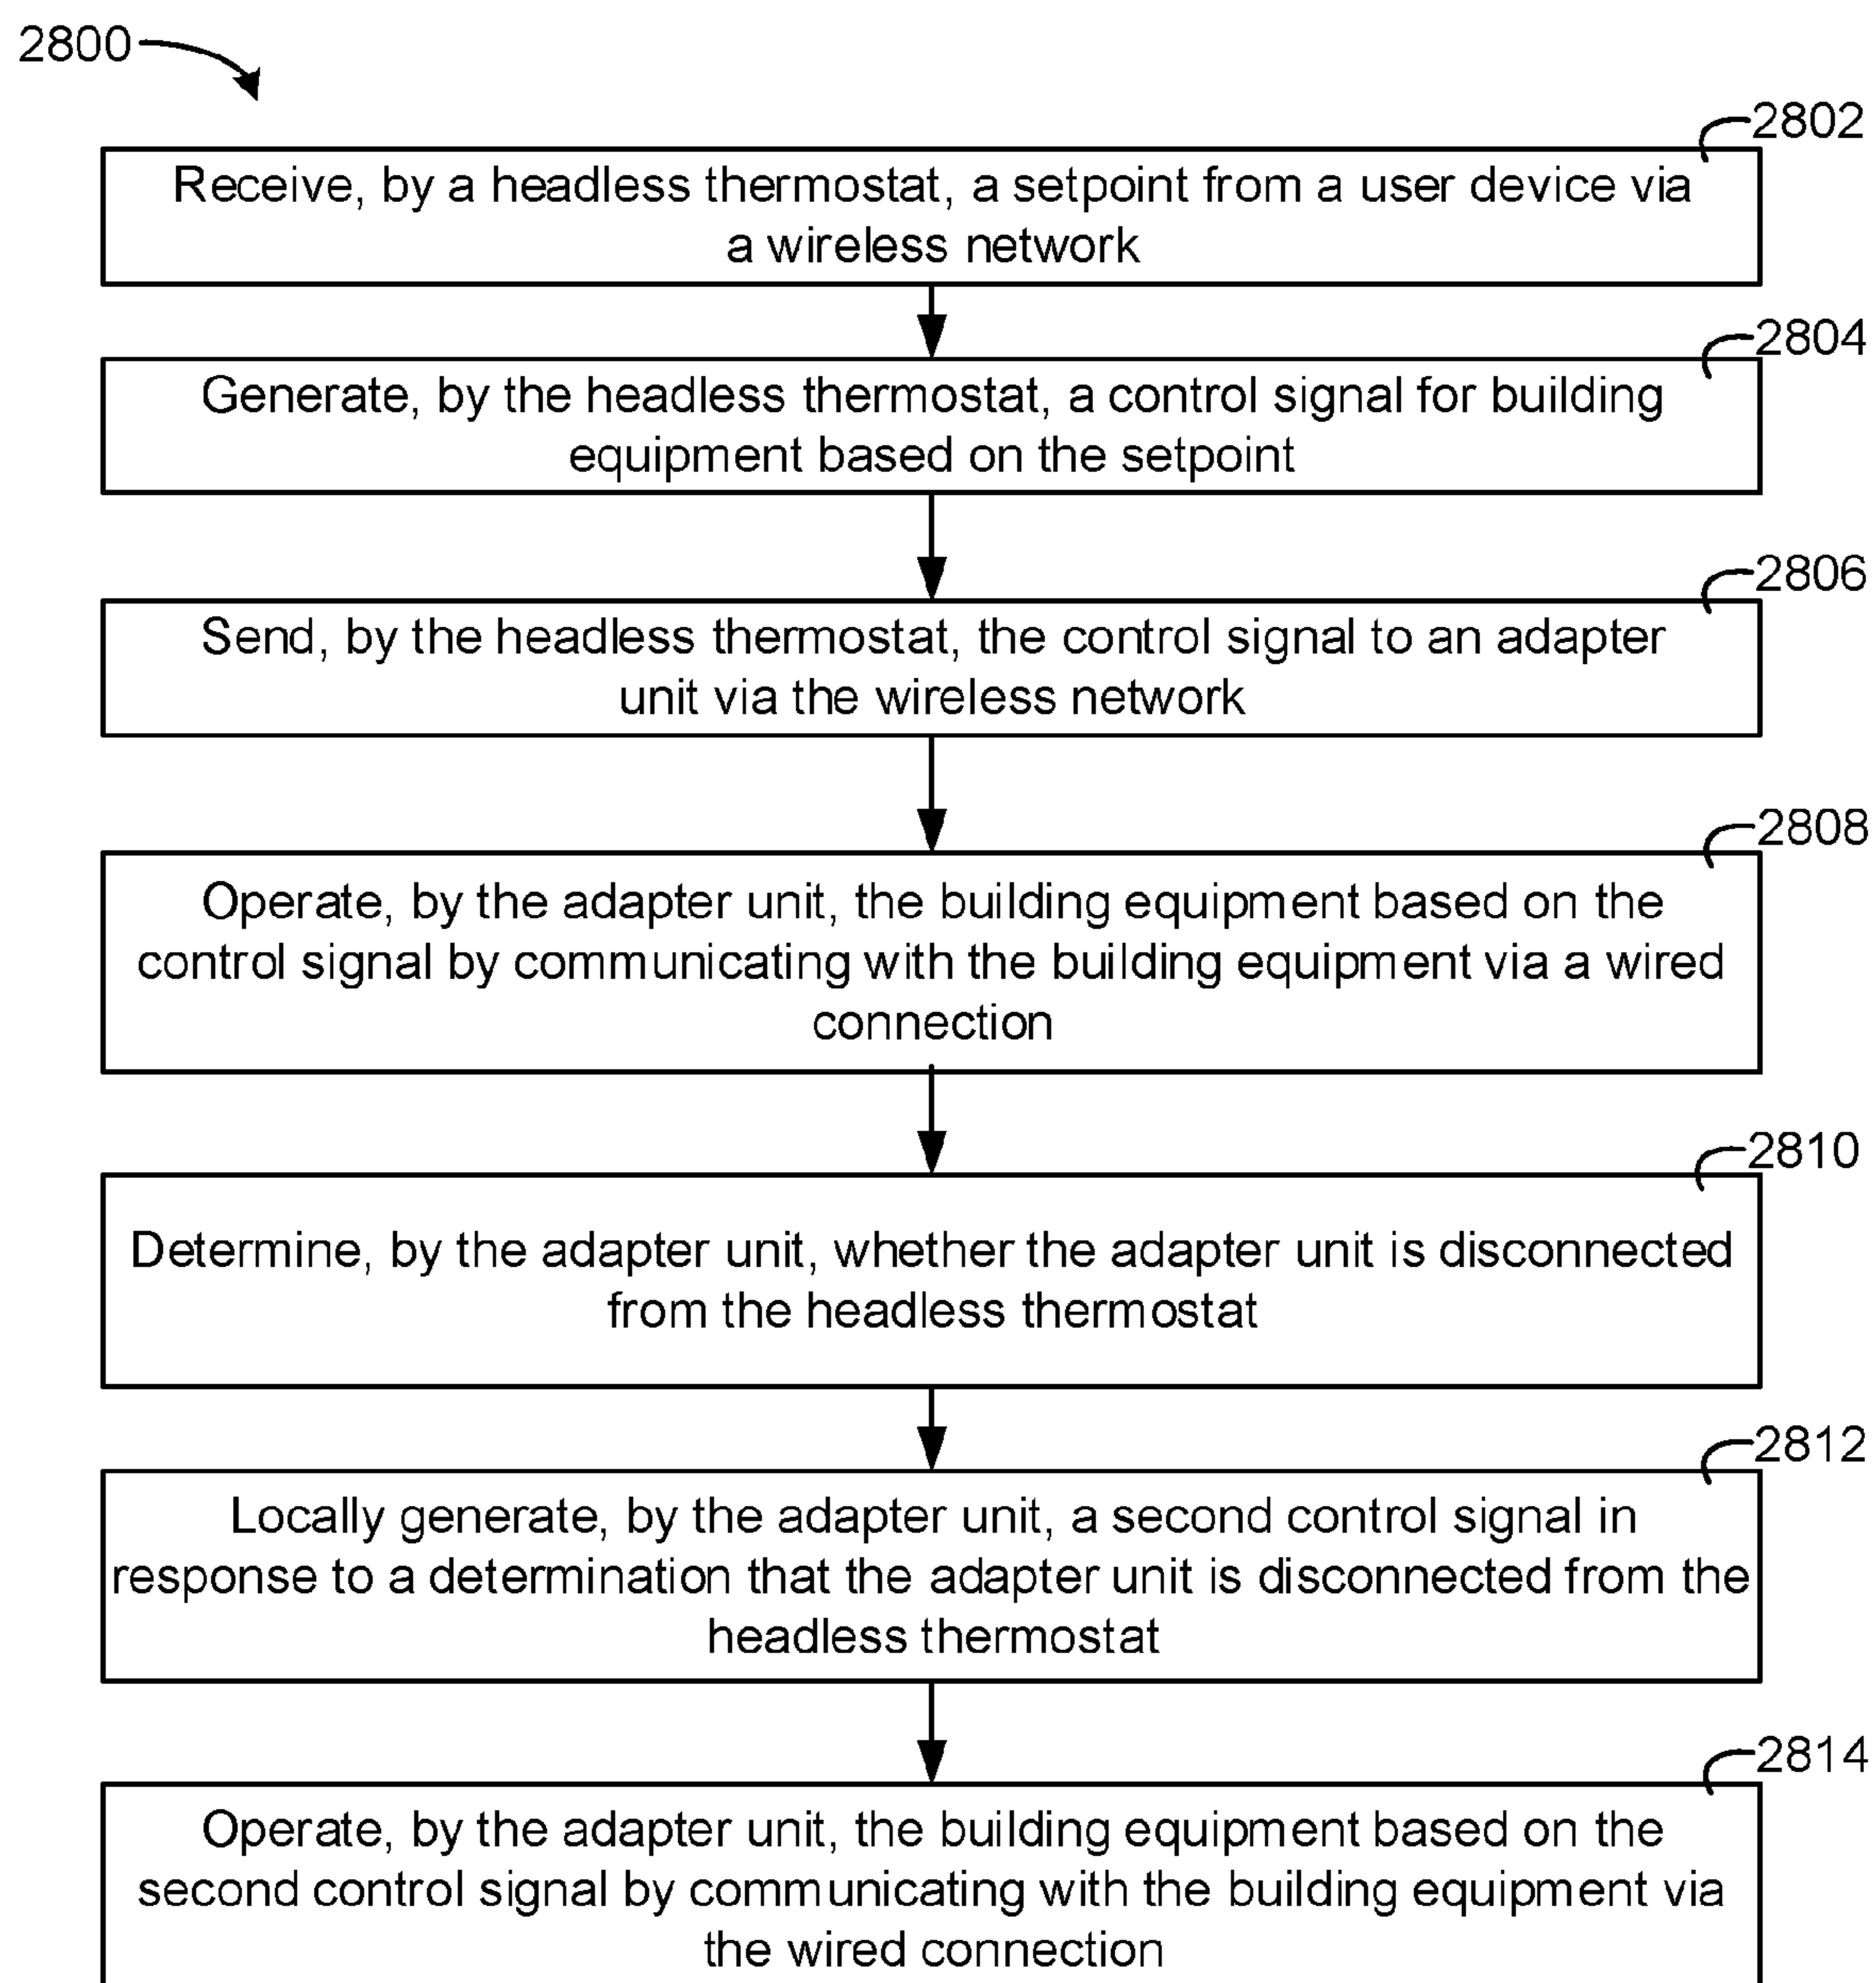 2800
2802
Receive, by a headless thermostat, a setpoint from a user device via
a wireless network
2804
Generate, by the headless thermostat, a control signal for building
equipment based on the setpoint
2806
Send, by the headless thermostat, the control signal to an adapter
unit via the wireless network
2808
Operate, by the adapter unit, the building equipment based on the
control signal by communicating with the building equipment via a wired
connection
2810
Determine, by the adapter unit, whether the adapter unit is disconnected
from the headless thermostat
2812
Locally generate, by the adapter unit, a second control signal in
response to a determination that the adapter unit is disconnected from the
headless thermostat
2814
Operate, by the adapter unit, the building equipment based on the
second control signal by communicating with the building equipment via
the wired connection